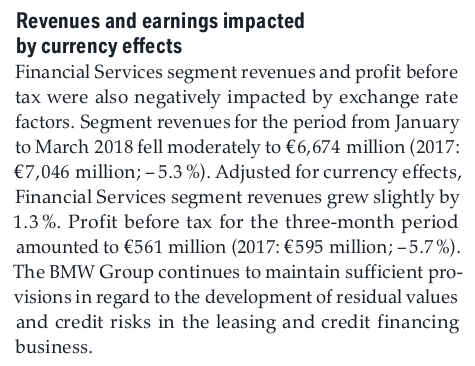 Revenues and earnings impacted
by currency effects
Financial Services segment revenues and profit before
tax were also negatively impacted by exchange rate
factors. Segment revenues for the period from January
to March 2018 fell moderately to €6,674 million (2017:
€7,046 million; – 5.3 %). Adjusted for currency effects,
Financial Services segment revenues grew slightly by
1.3 %. Profit before tax for the three-month period
amounted to €561 million (2017: €595 million; – 5.7 %).
The BMW Group continues to maintain sufficient pro-
visions in regard to the development of residual values
and credit risks in the leasing and credit financing
business.